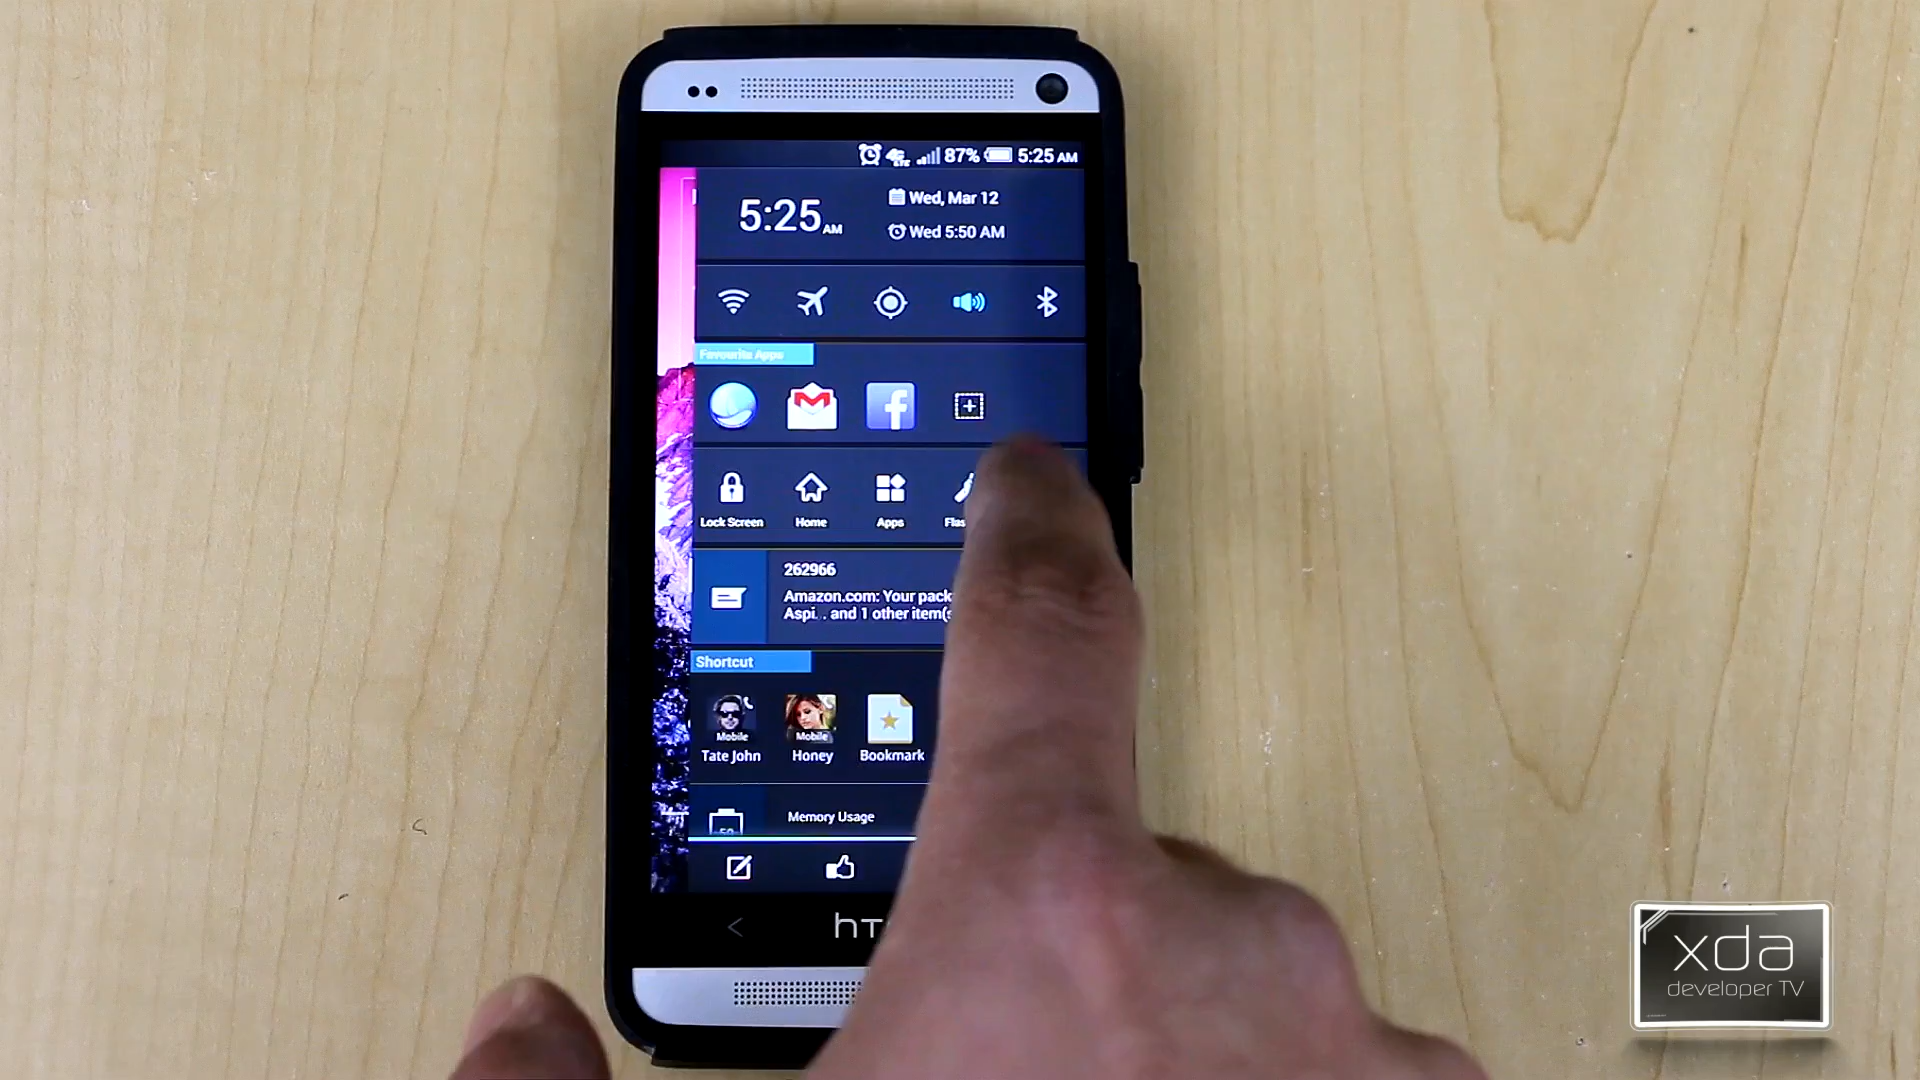 87% 5:25 AM
5:25 AM
Wed, Mar 12
Wed 5:50 AM
Favourite Apps
Lock Screen Home Apps
262966
Amazon.com: Your
Aspi. . and 1 other
Shortcut
Mobile Mobile
Tate John Honey Bookmark
Memory Usage
xda
developer TV